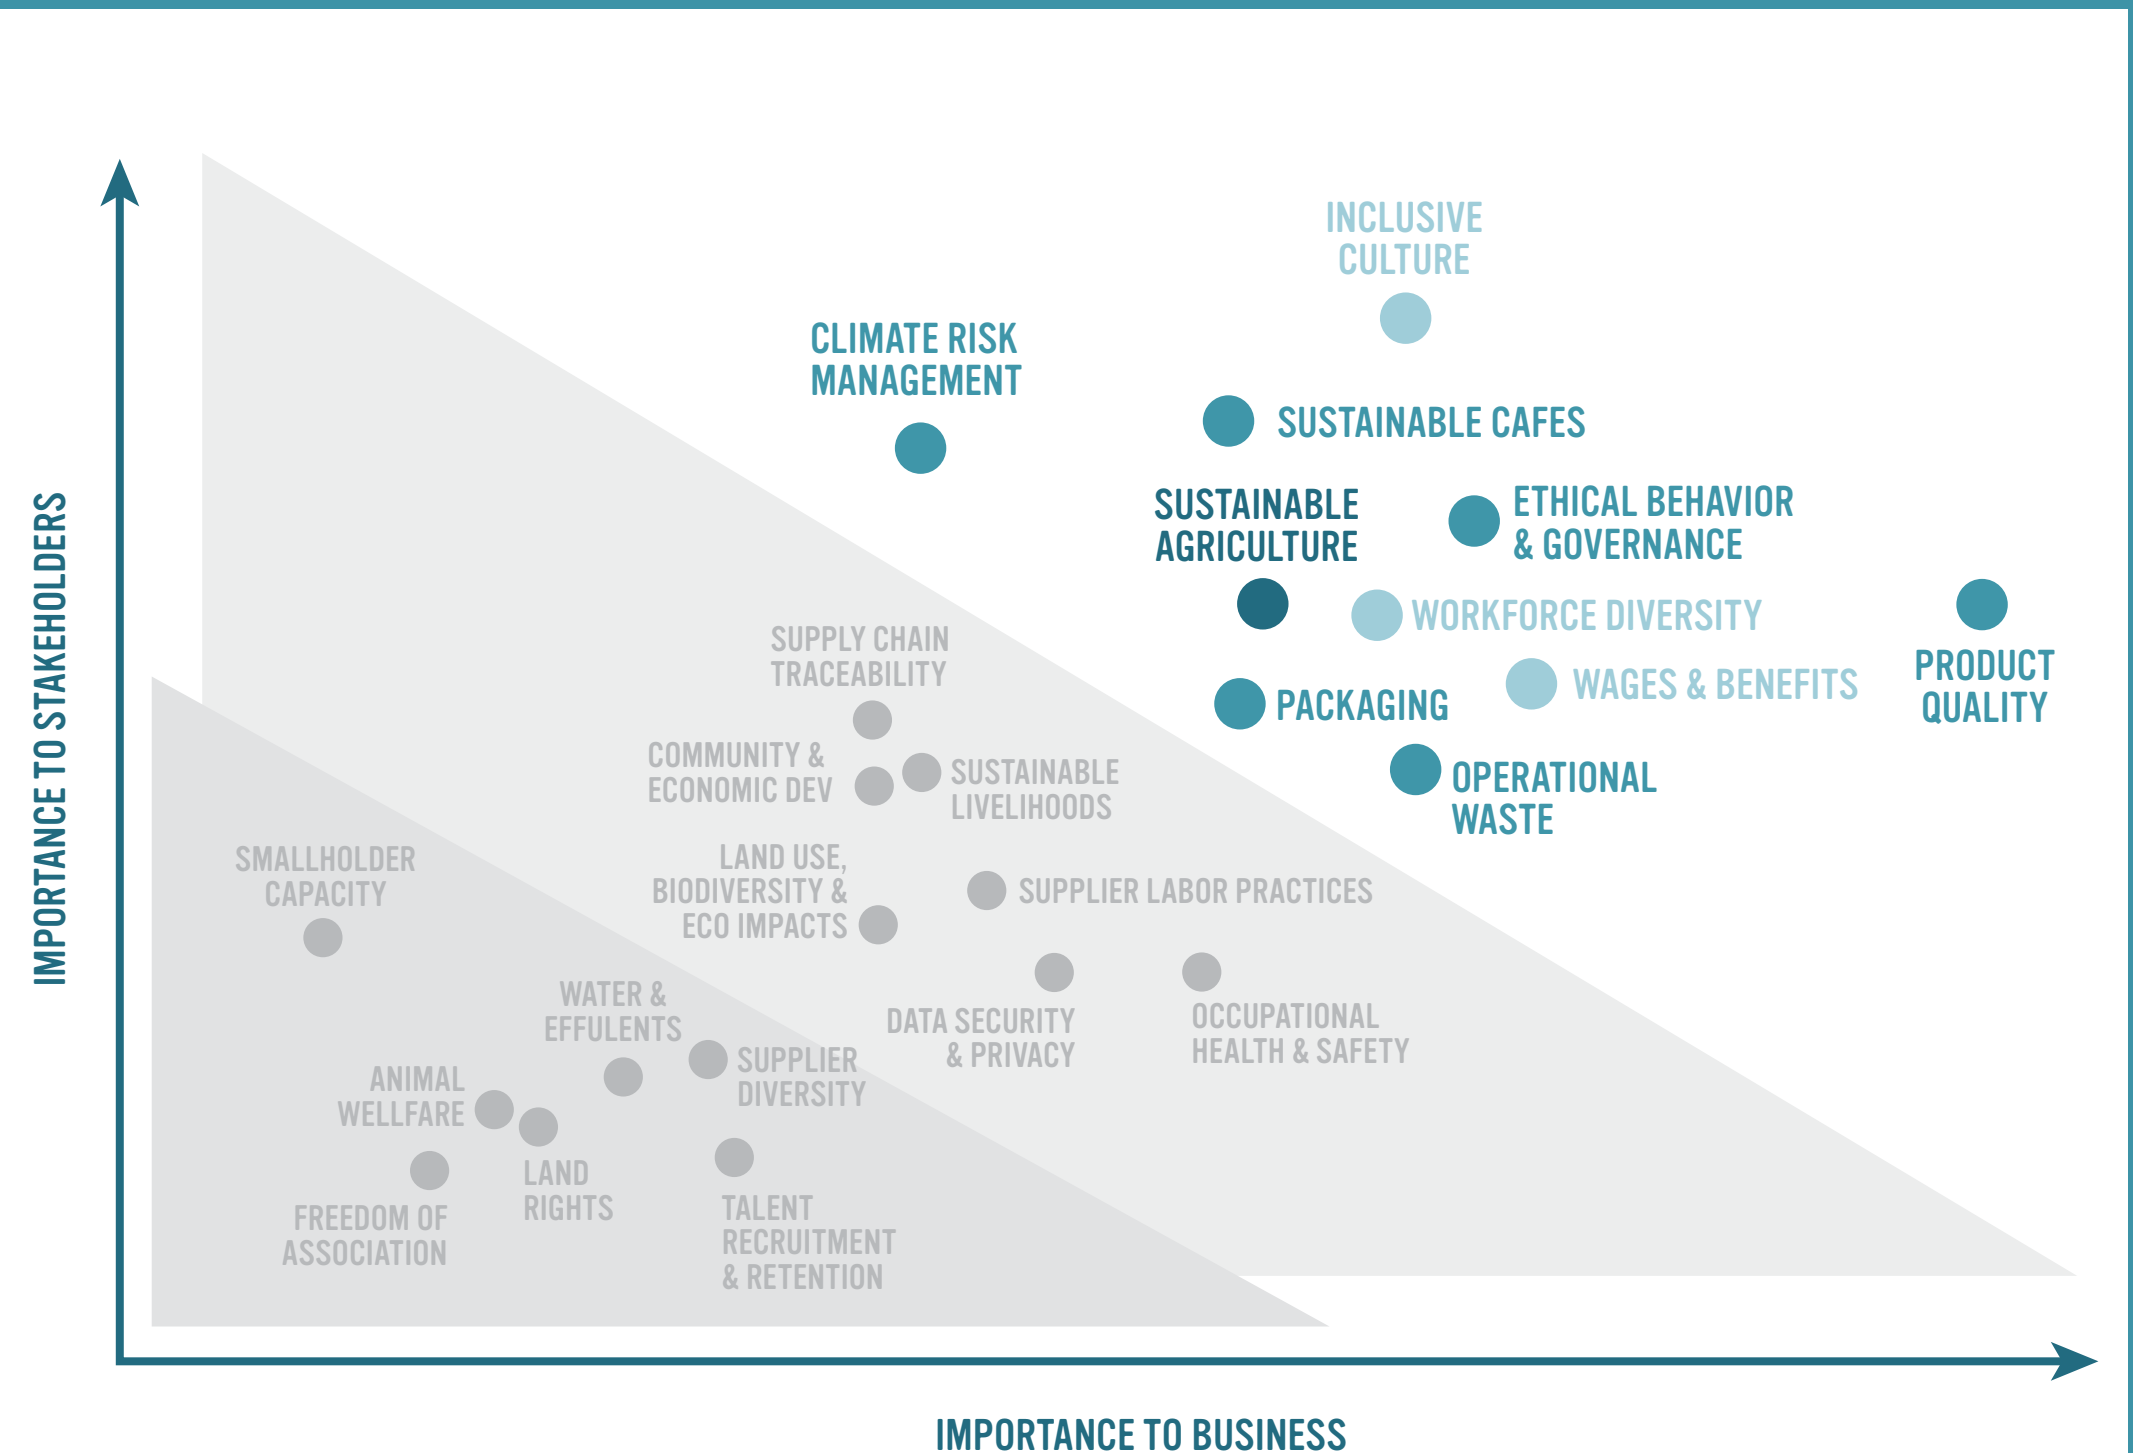 INCLUSIVE
CULTURE
CLIMATE RISK
MANAGEMENT
SUSTAINABLE CAFES
SUSTAINABLE
AGRICULTURE
ETHICAL BEHAVIOR
& GOVERNANCE
WORKFORCE DIVERSITY
WAGES & BENEFITS
PRODUCT
QUALITY
PACKAGING
OPERATIONAL
WASTE
SUPPLY CHAIN
TRACEABILITY
COMMUNITY &
ECONOMIC DEV
SUSTAINABLE
LIVELIHOODS
LAND USE,
BIODIVERSITY &
ECO IMPACTS
SUPPLIER LABOR PRACTICES
SMALLHOLDER
CAPACITY
DATA SECURITY
& PRIVACY
OCCUPATIONAL
HEALTH & SAFETY
WATER &
EFFULENTS
SUPPLIER
DIVERSITY
ANIMAL
WELLFARE
LAND
RIGHTS
FREEDOM OF
ASSOCIATION
TALENT
RECRUITMENT
& RETENTION
IMPORTANCE TO STAKEHOLDERS
IMPORTANCE TO BUSINESS